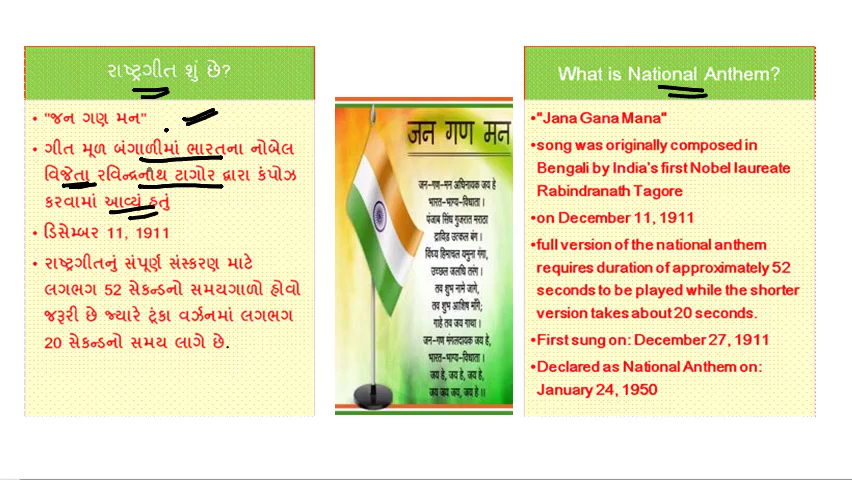 રાષ્ટ્રગીત શું છે?
• "જન ગણ મન"
• ગીત મૂળ બંગાળીમાં ભારતના નોબેલ
વિજેતા રવિન્દ્રનાથ ટાગોર દ્વારા કંપોઝ
કરવામાં આવ્યું હતું
• ડિસેમ્બર 11, 1911
• રાષ્ટ્રગીતનું સંપૂર્ણ સંસ્કરણ માટે
લગભગ 52 સેકન્ડનો સમયગાળો હોવો
જરૂરી છે જ્યારે ટૂંકા વર્ઝનમાં લગભગ
20 સેકન્ડનો સમય લાગે છે.
जन गण मन
जन-गण-मन अधिनायक जय हे
भारत-भाग्य-विधाता ।
पंजाब सिंध गुजरात मराठा
द्राविड़ उत्कल बंग ।
विंध्य हिमाचल यमुना गंगा,
उच्छल जलधि तरंग ।
तव शुभ नामे जागे,
तव शुभ आशिष माँगे;
गाहे तव जय गाथा ।
जन-गण मंगलदायक जय हे,
भारत-भाग्य-विधाता ।
जय हे, जय हे, जय हे,
जय जय जय, जय हे ।।
What is National Anthem?
•"Jana Gana Mana"
•song was originally composed in
Bengali by India's first Nobel laureate
Rabindranath Tagore
•on December 11, 1911
•full version of the national anthem
requires duration of approximately 52
seconds to be played while the shorter
version takes about 20 seconds.
•First sung on: December 27, 1911
•Declared as National Anthem on:
January 24, 1950